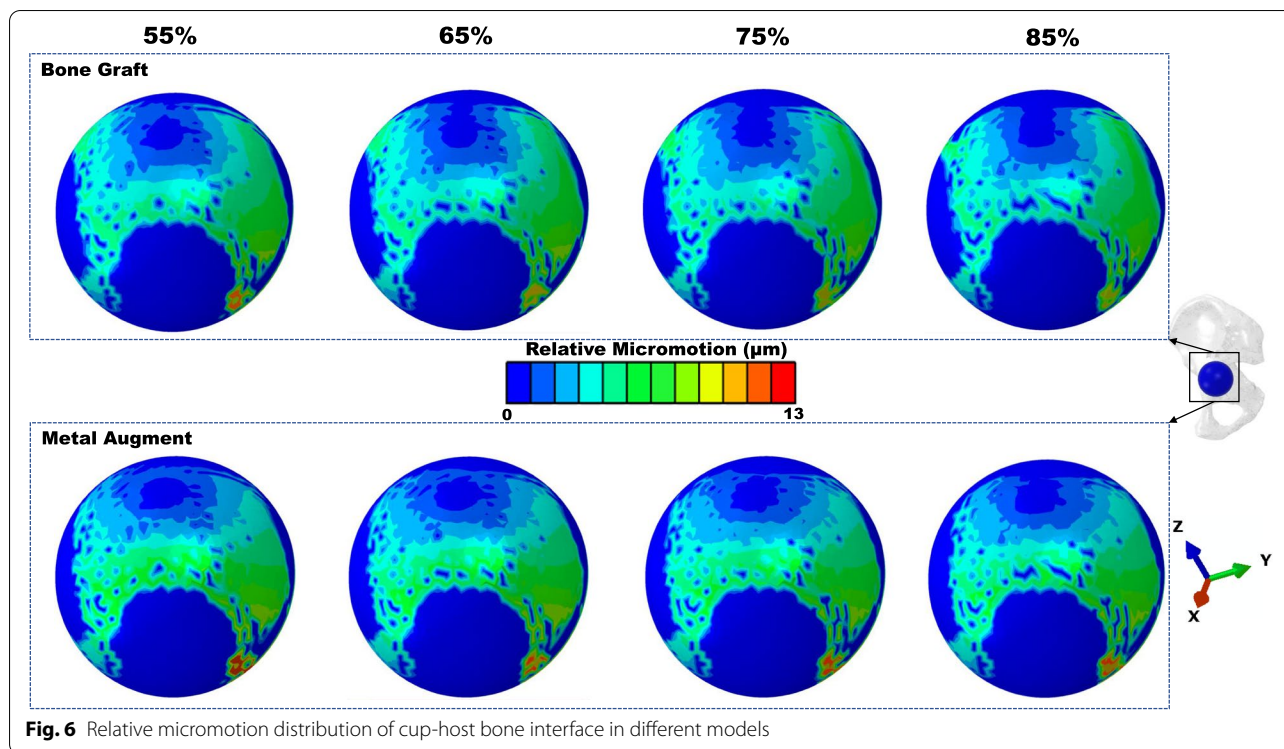 55% 65% 75% 85%
Bone Graft
Relative Micromotion (µm)
0 13
Metal Augment
Z
Y
X
Fig. 6 Relative micromotion distribution of cup-host bone interface in different models